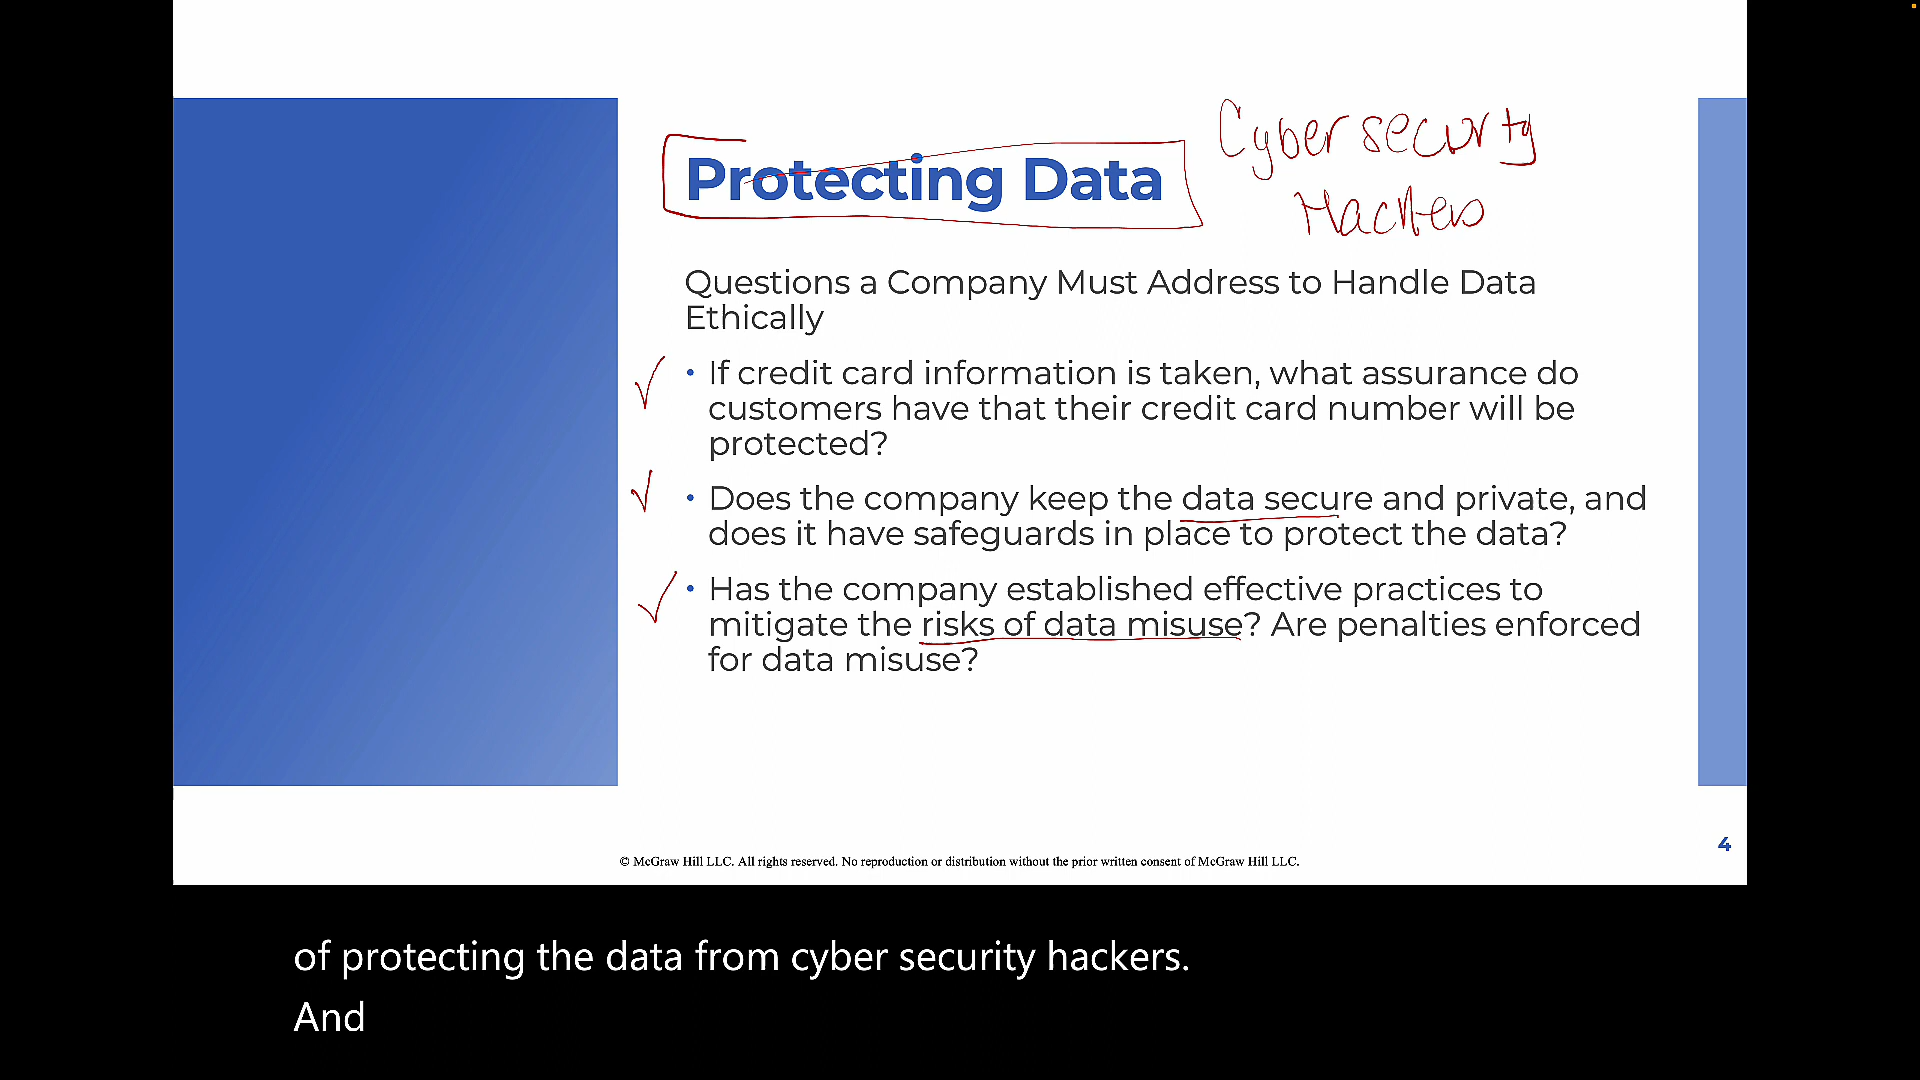 Cybersecurity
Protecting Data
Hackers
Questions a Company Must Address to Handle Data
Ethically
• If credit card information is taken, what assurance do
customers have that their credit card number will be
protected?
• Does the company keep the data secure and private, and
does it have safeguards in place to protect the data?
• Has the company established effective practices to
mitigate the risks of data misuse? Are penalties enforced
for data misuse?
4
© McGraw Hill LLC. All rights reserved. No reproduction or distribution without the prior written consent of McGraw Hill LLC.
of protecting the data from cyber security hackers.
And